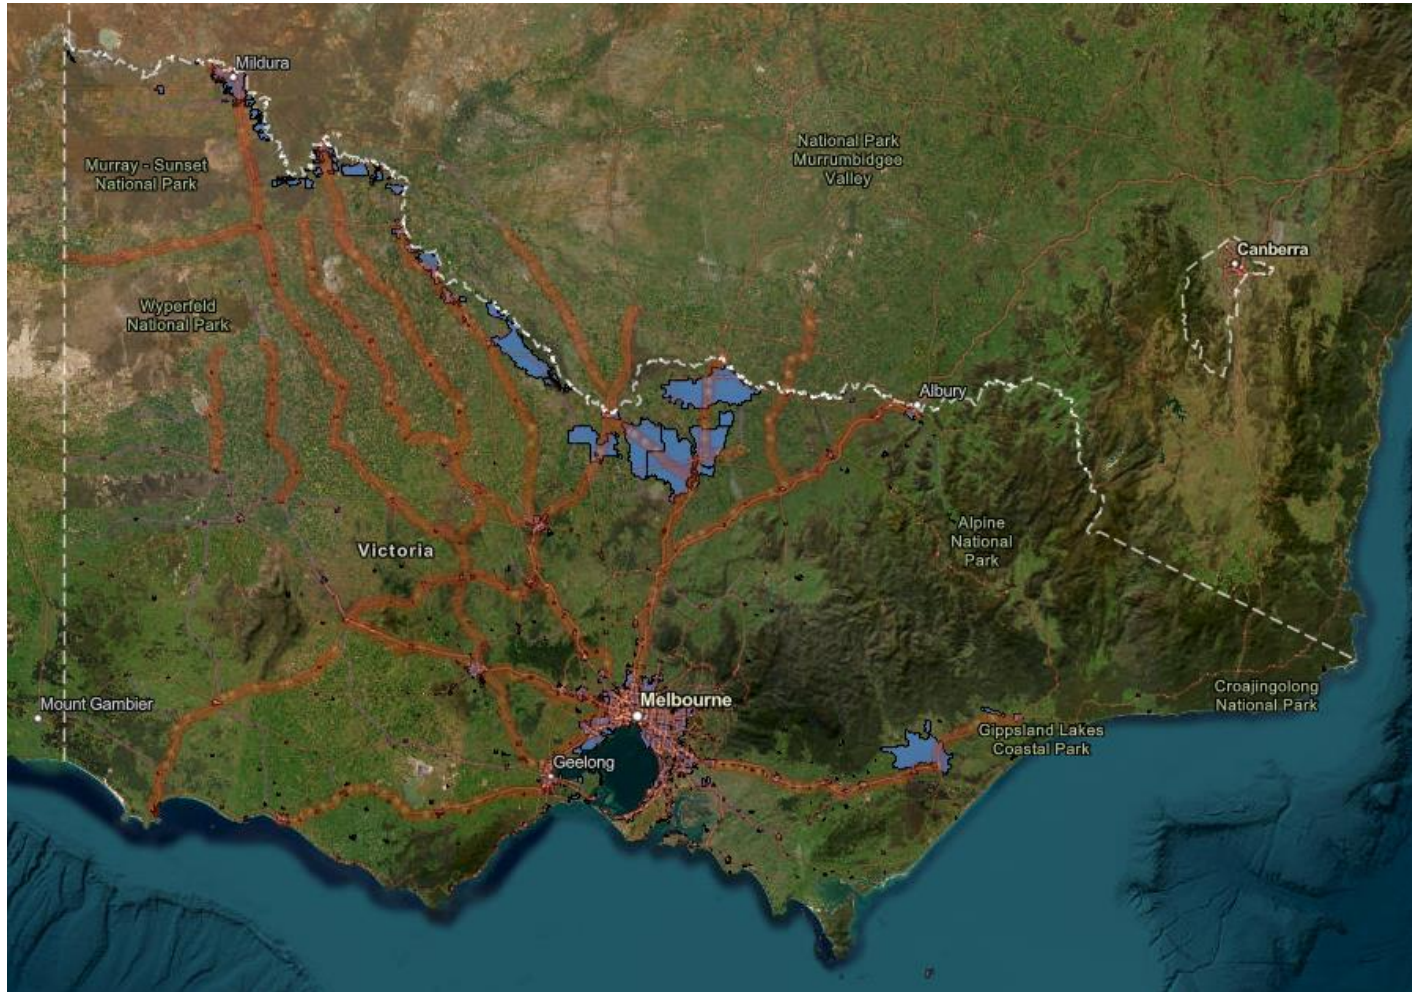 Mildura
Murray - Sunset
National Park
National Park
Murrumbidgee
Valley
Canberra
Wyperfeld
National Park
Albury
Victoria
Alpine
National
Park
Mount Gambier
Melbourne
Croajingolong
National Park
Gippsland Lakes
Coastal Park
Geelong